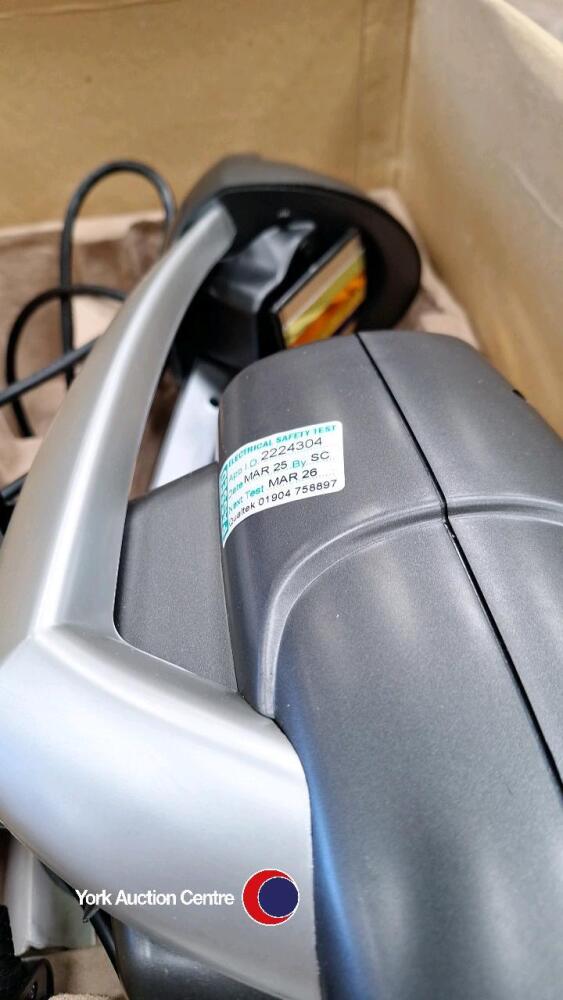 ELECTRICAL SAFETY TEST
App I.D. 2224304
Date MAR 25 By SC
Next Test MAR 26
Qualtek 01904 758897
York Auction Centre